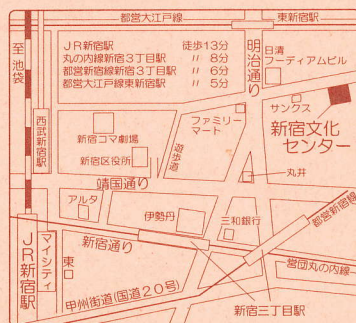 都営大江戸線
東新宿駅
至池袋
JR新宿駅 徒歩13分
丸の内線新宿3丁目駅 〃 8分
都営新宿線新宿3丁目駅 〃 6分
都営大江戸線東新宿駅 〃 5分
明治通り
日清
フーディアムビル
サンクス
新宿文化
センター
ファミリー
マート
西武新宿駅
新宿コマ劇場
新宿区役所
遊歩道
靖国通り
丸井
アルタ
伊勢丹
三和銀行
都営新宿線
JR新宿駅
マイシティ
東口
新宿通り
営団丸の内線
甲州街道(国道20号)
新宿三丁目駅